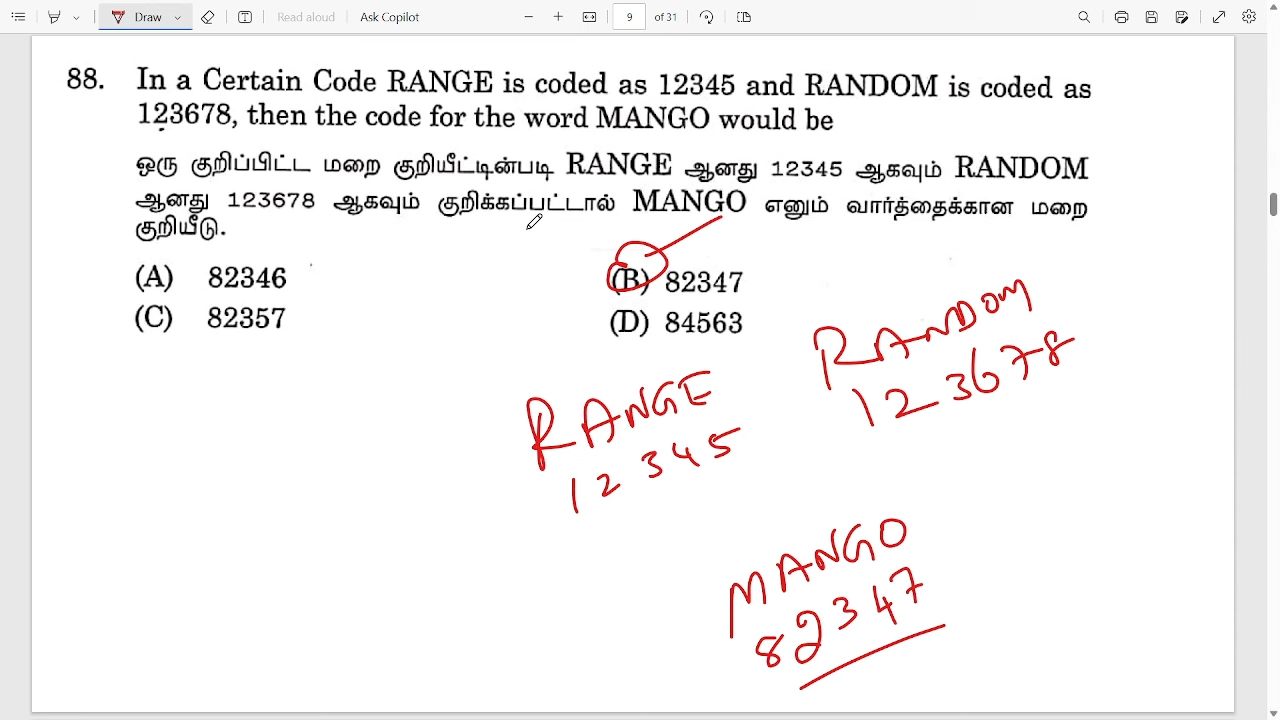 Draw
Read aloud
Ask Copilot
9
of 31
88. In a Certain Code RANGE is coded as 12345 and RANDOM is coded as
123678, then the code for the word MANGO would be
ஒரு குறிப்பிட்ட மறை குறியீட்டின்படி RANGE ஆனது 12345 ஆகவும் RANDOM
ஆனது 123678 ஆகவும் குறிக்கப்பட்டால் MANGO எனும் வார்த்தைக்கான மறை
குறியீடு.
(A) 82346
(B) 82347
(C) 82357
(D) 84563
RANDOM
123678
RANGE
12345
MANGO
82347